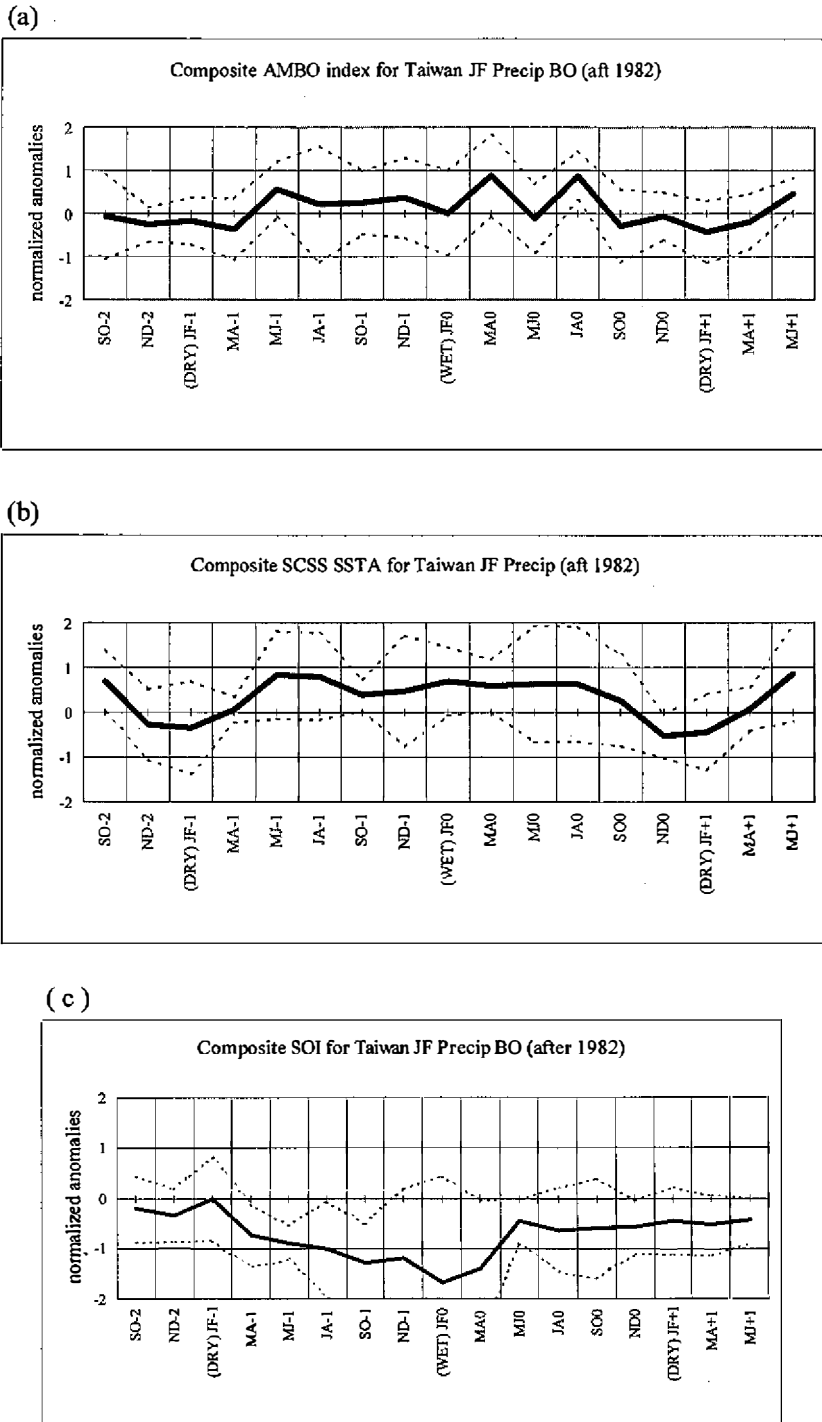 (a)
Composite AMBO index for Taiwan JF Precip BO (aft 1982)
normalized anomalies
2
1
0
-1
-2
SO-2
ND-2
(DRY) JF-1
MA-1
MJ-1
JA-1
SO-1
ND-1
(WET) JF0
MA0
MJ0
JA0
SO0
ND0
(DRY) JF+1
MA+1
MJ+1
(b)
Composite SCSS SSTA for Taiwan JF Precip (aft 1982)
normalized anomalies
2
1
0
-1
-2
SO-2
ND-2
(DRY) JF-1
MA-1
MJ-1
JA-1
SO-1
ND-1
(WET) JF0
MA0
MJ0
JA0
SO0
ND0
(DRY) JF+1
MA+1
MJ+1
( c )
Composite SOI for Taiwan JF Precip BO (after 1982)
normalized anomalies
2
1
0
-1
-2
SO-2
ND-2
(DRY) JF-1
MA-1
MJ-1
JA-1
SO-1
ND-1
(WET) JF0
MA0
MJ0
JA0
SO0
ND0
(DRY) JF+1
MA+1
MJ+1